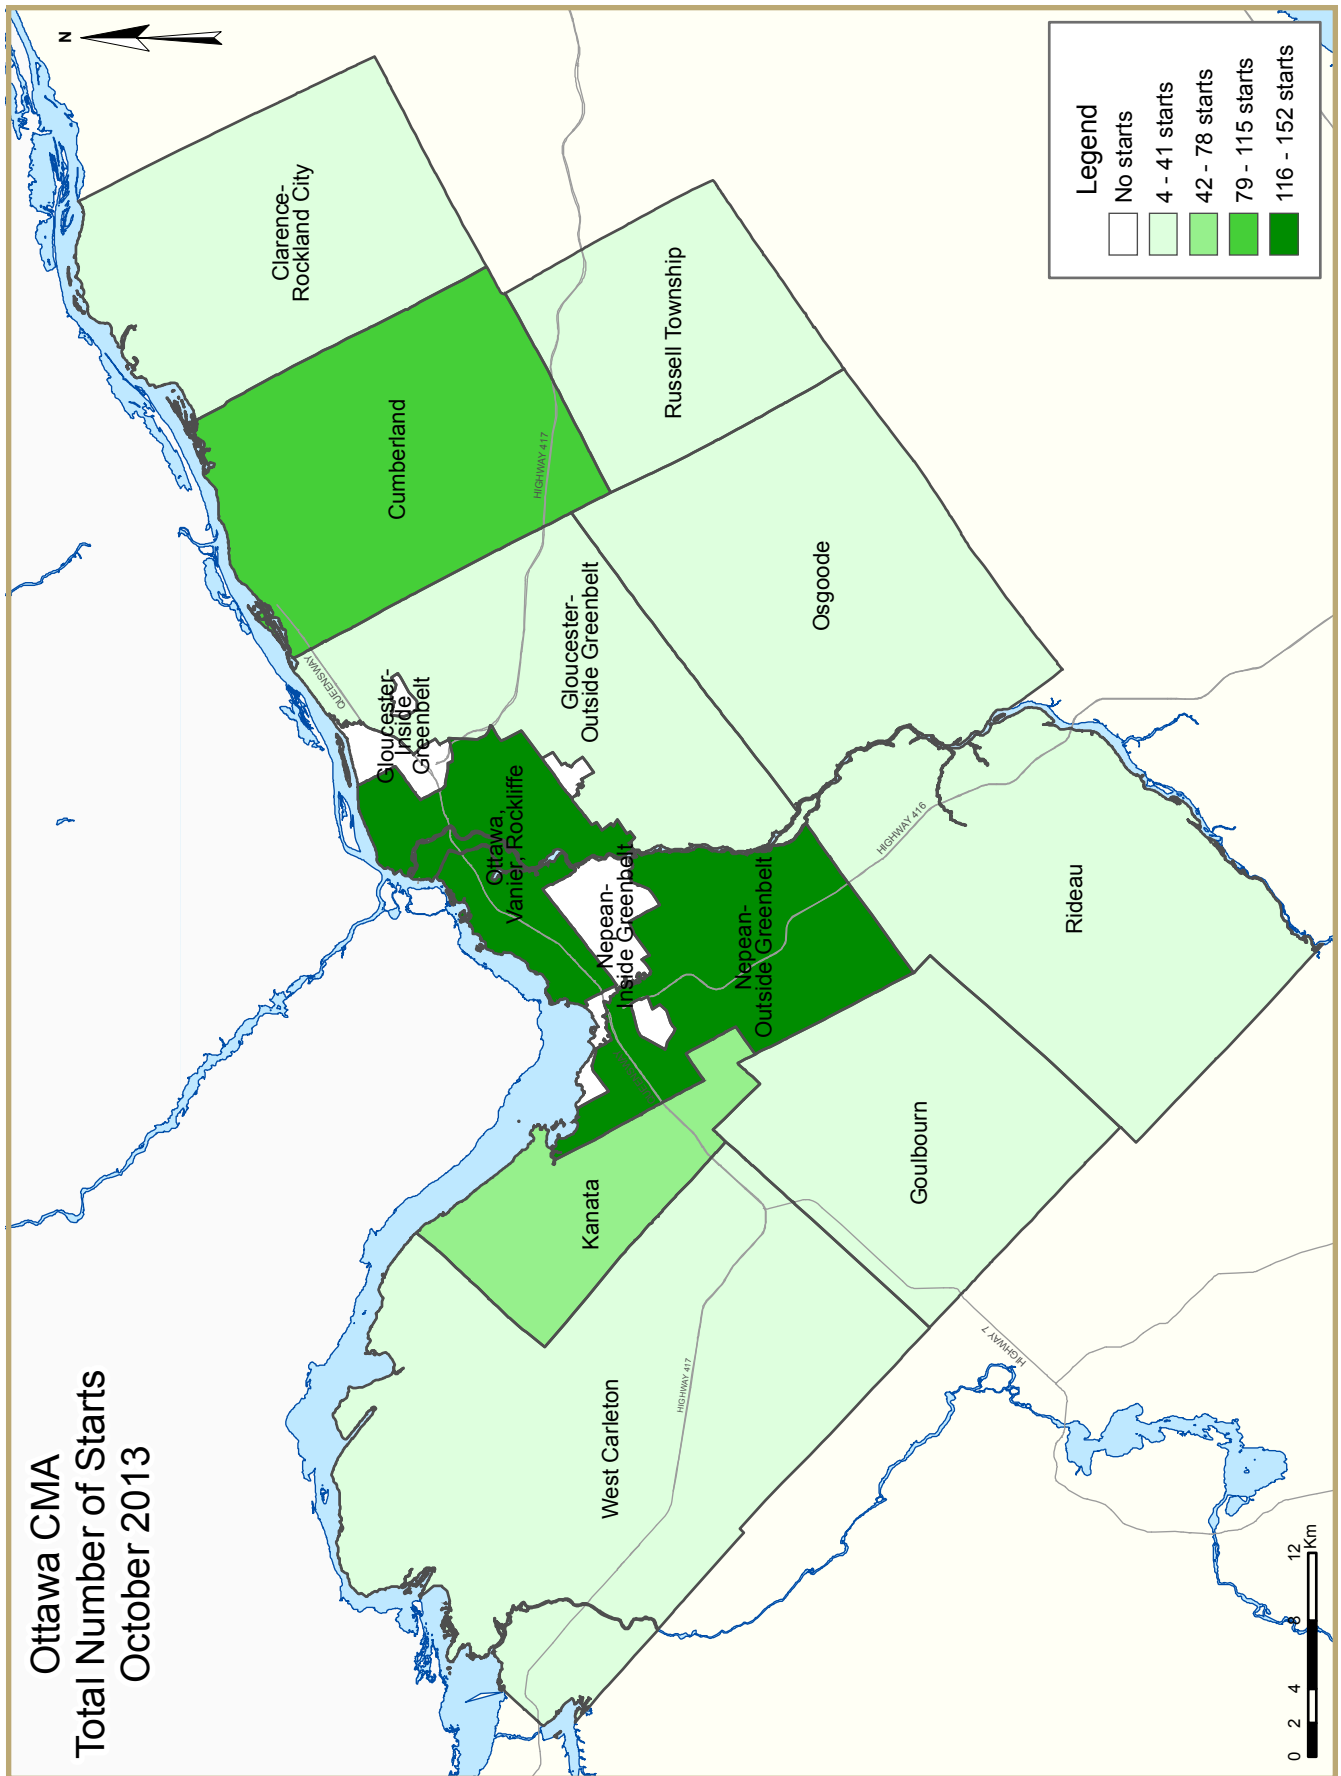 Ottawa CMA
Total Number of Starts
October 2013
N
Clarence-
Rockland City
Cumberland
Russell Township
HIGHWAY 417
QUEENSWAY
Gloucester-
Inside
Greenbelt
Gloucester-
Outside Greenbelt
Osgoode
Ottawa,
Vanier, Rockliffe
Nepean-
Inside Greenbelt
Nepean-
Outside Greenbelt
HIGHWAY 416
Rideau
Kanata
Goulbourn
West Carleton
HIGHWAY 417
HIGHWAY 7
Legend
No starts
4 - 41 starts
42 - 78 starts
79 - 115 starts
116 - 152 starts
0 2 4 8 12
Km